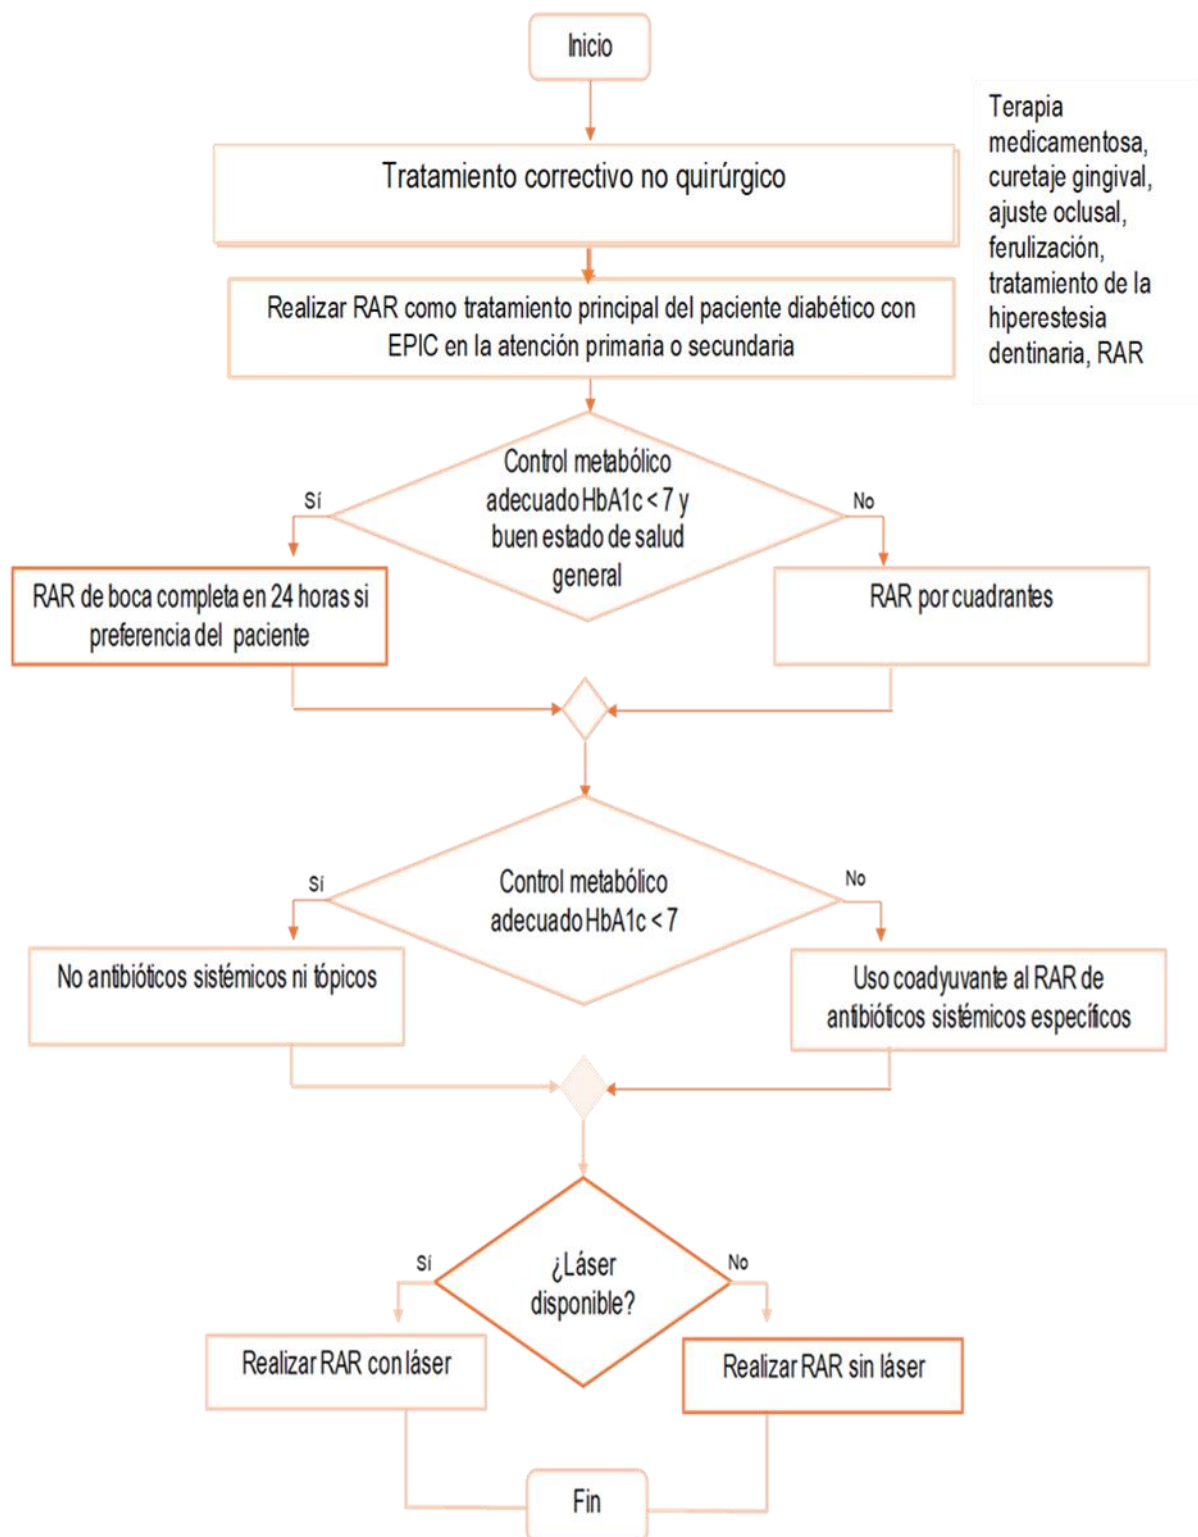 Inicio
Terapia
medicamentosa,
curetaje gingival,
ajuste oclusal,
ferulización,
tratamiento de la
hiperestesia
dentinaria, RAR
Tratamiento correctivo no quirúrgico
Realizar RAR como tratamiento principal del paciente diabético con
EPIC en la atención primaria o secundaria
Control metabólico
adecuado HbA1c < 7 y
buen estado de salud
general
Sí
No
RAR de boca completa en 24 horas si
preferencia del paciente
RAR por cuadrantes
Control metabólico
adecuado HbA1c < 7
Sí
No
No antibióticos sistémicos ni tópicos
Uso coadyuvante al RAR de
antibióticos sistémicos específicos
¿Láser
disponible?
Sí
No
Realizar RAR con láser
Realizar RAR sin láser
Fin